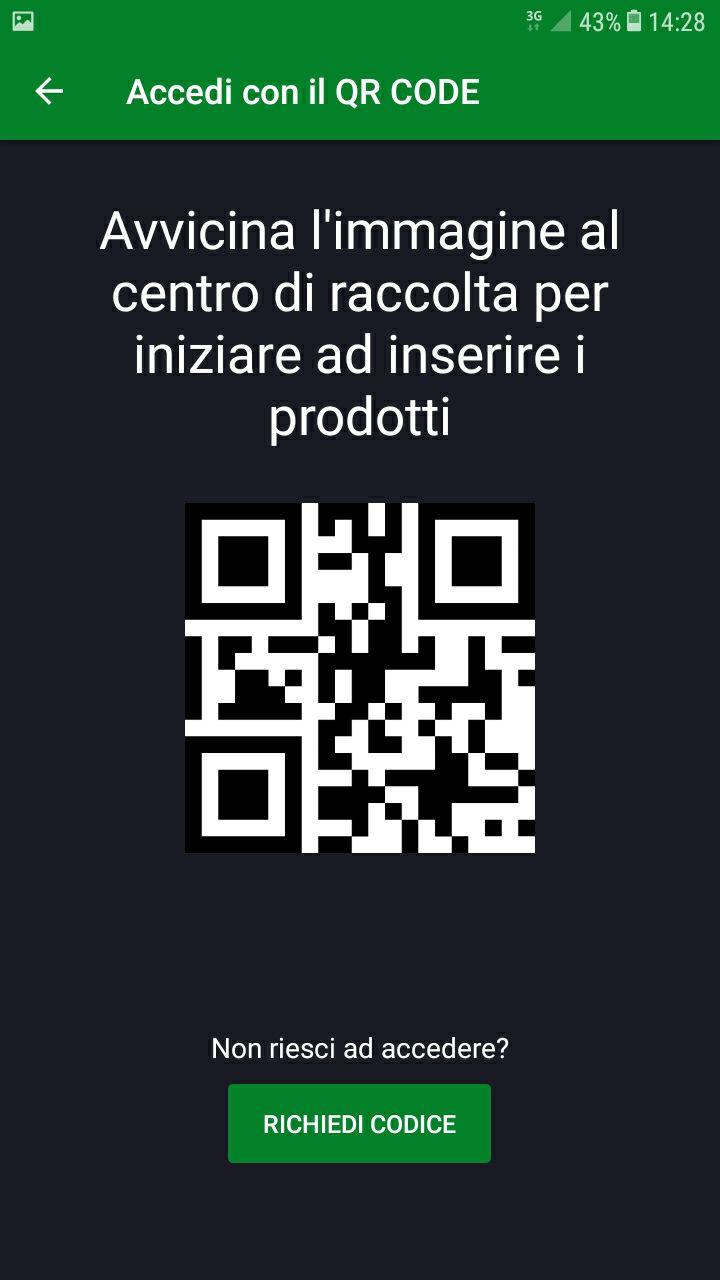 3G 43% 14:28
Accedi con il QR CODE
Avvicina l'immagine al
centro di raccolta per
iniziare ad inserire i
prodotti
Non riesci ad accedere?
RICHIEDI CODICE